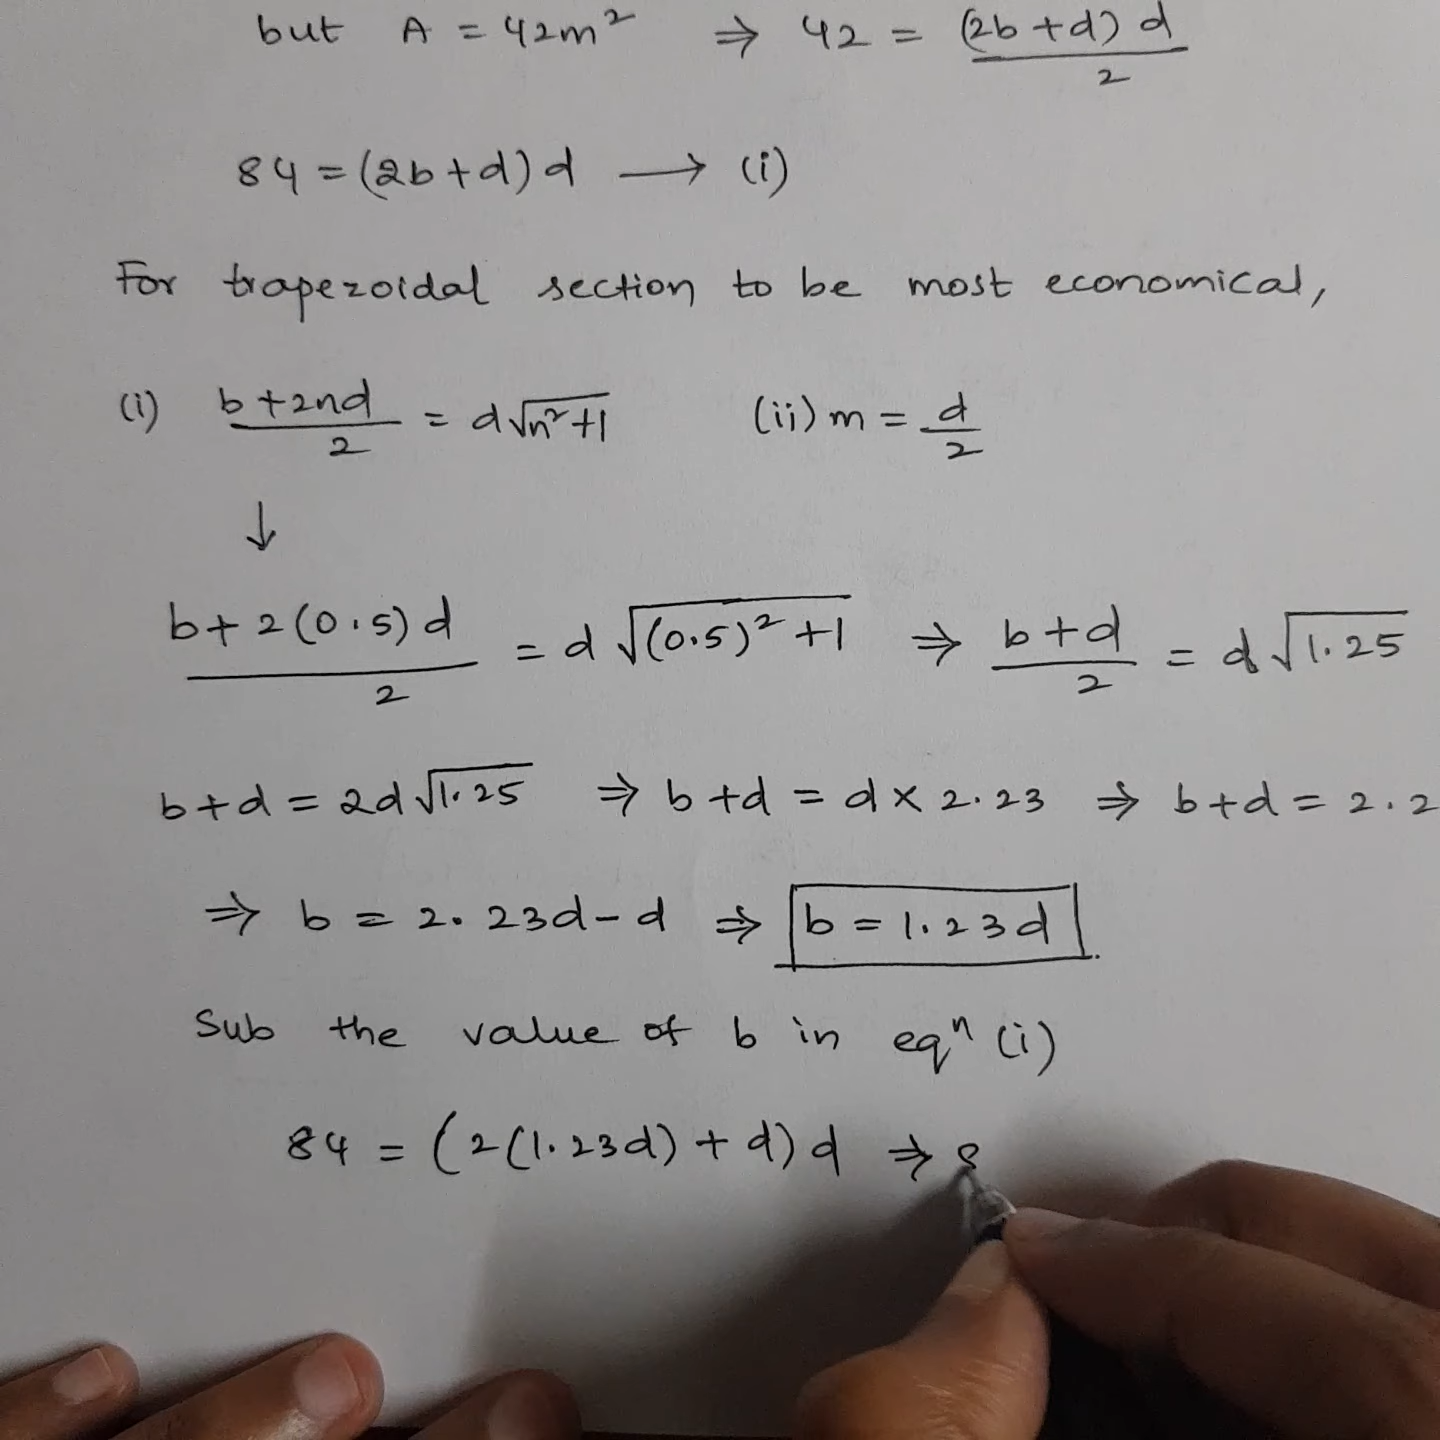 but A = 42m² ⇒ 42 = (2b+d)d/2
84 = (2b+d)d → (i)
For trapezoidal section to be most economical,
(i) b+2nd/2 = d√n²+1 (ii) m = d/2
↓
b+2(0.5)d/2 = d√(0.5)²+1 ⇒ b+d/2 = d√1.25
b+d = 2d√1.25 ⇒ b+d = d×2.23 ⇒ b+d = 2.2
⇒ b = 2.23d-d ⇒ b = 1.23d
Sub the value of b in eqⁿ (i)
84 = (2(1.23d)+d)d ⇒ 8